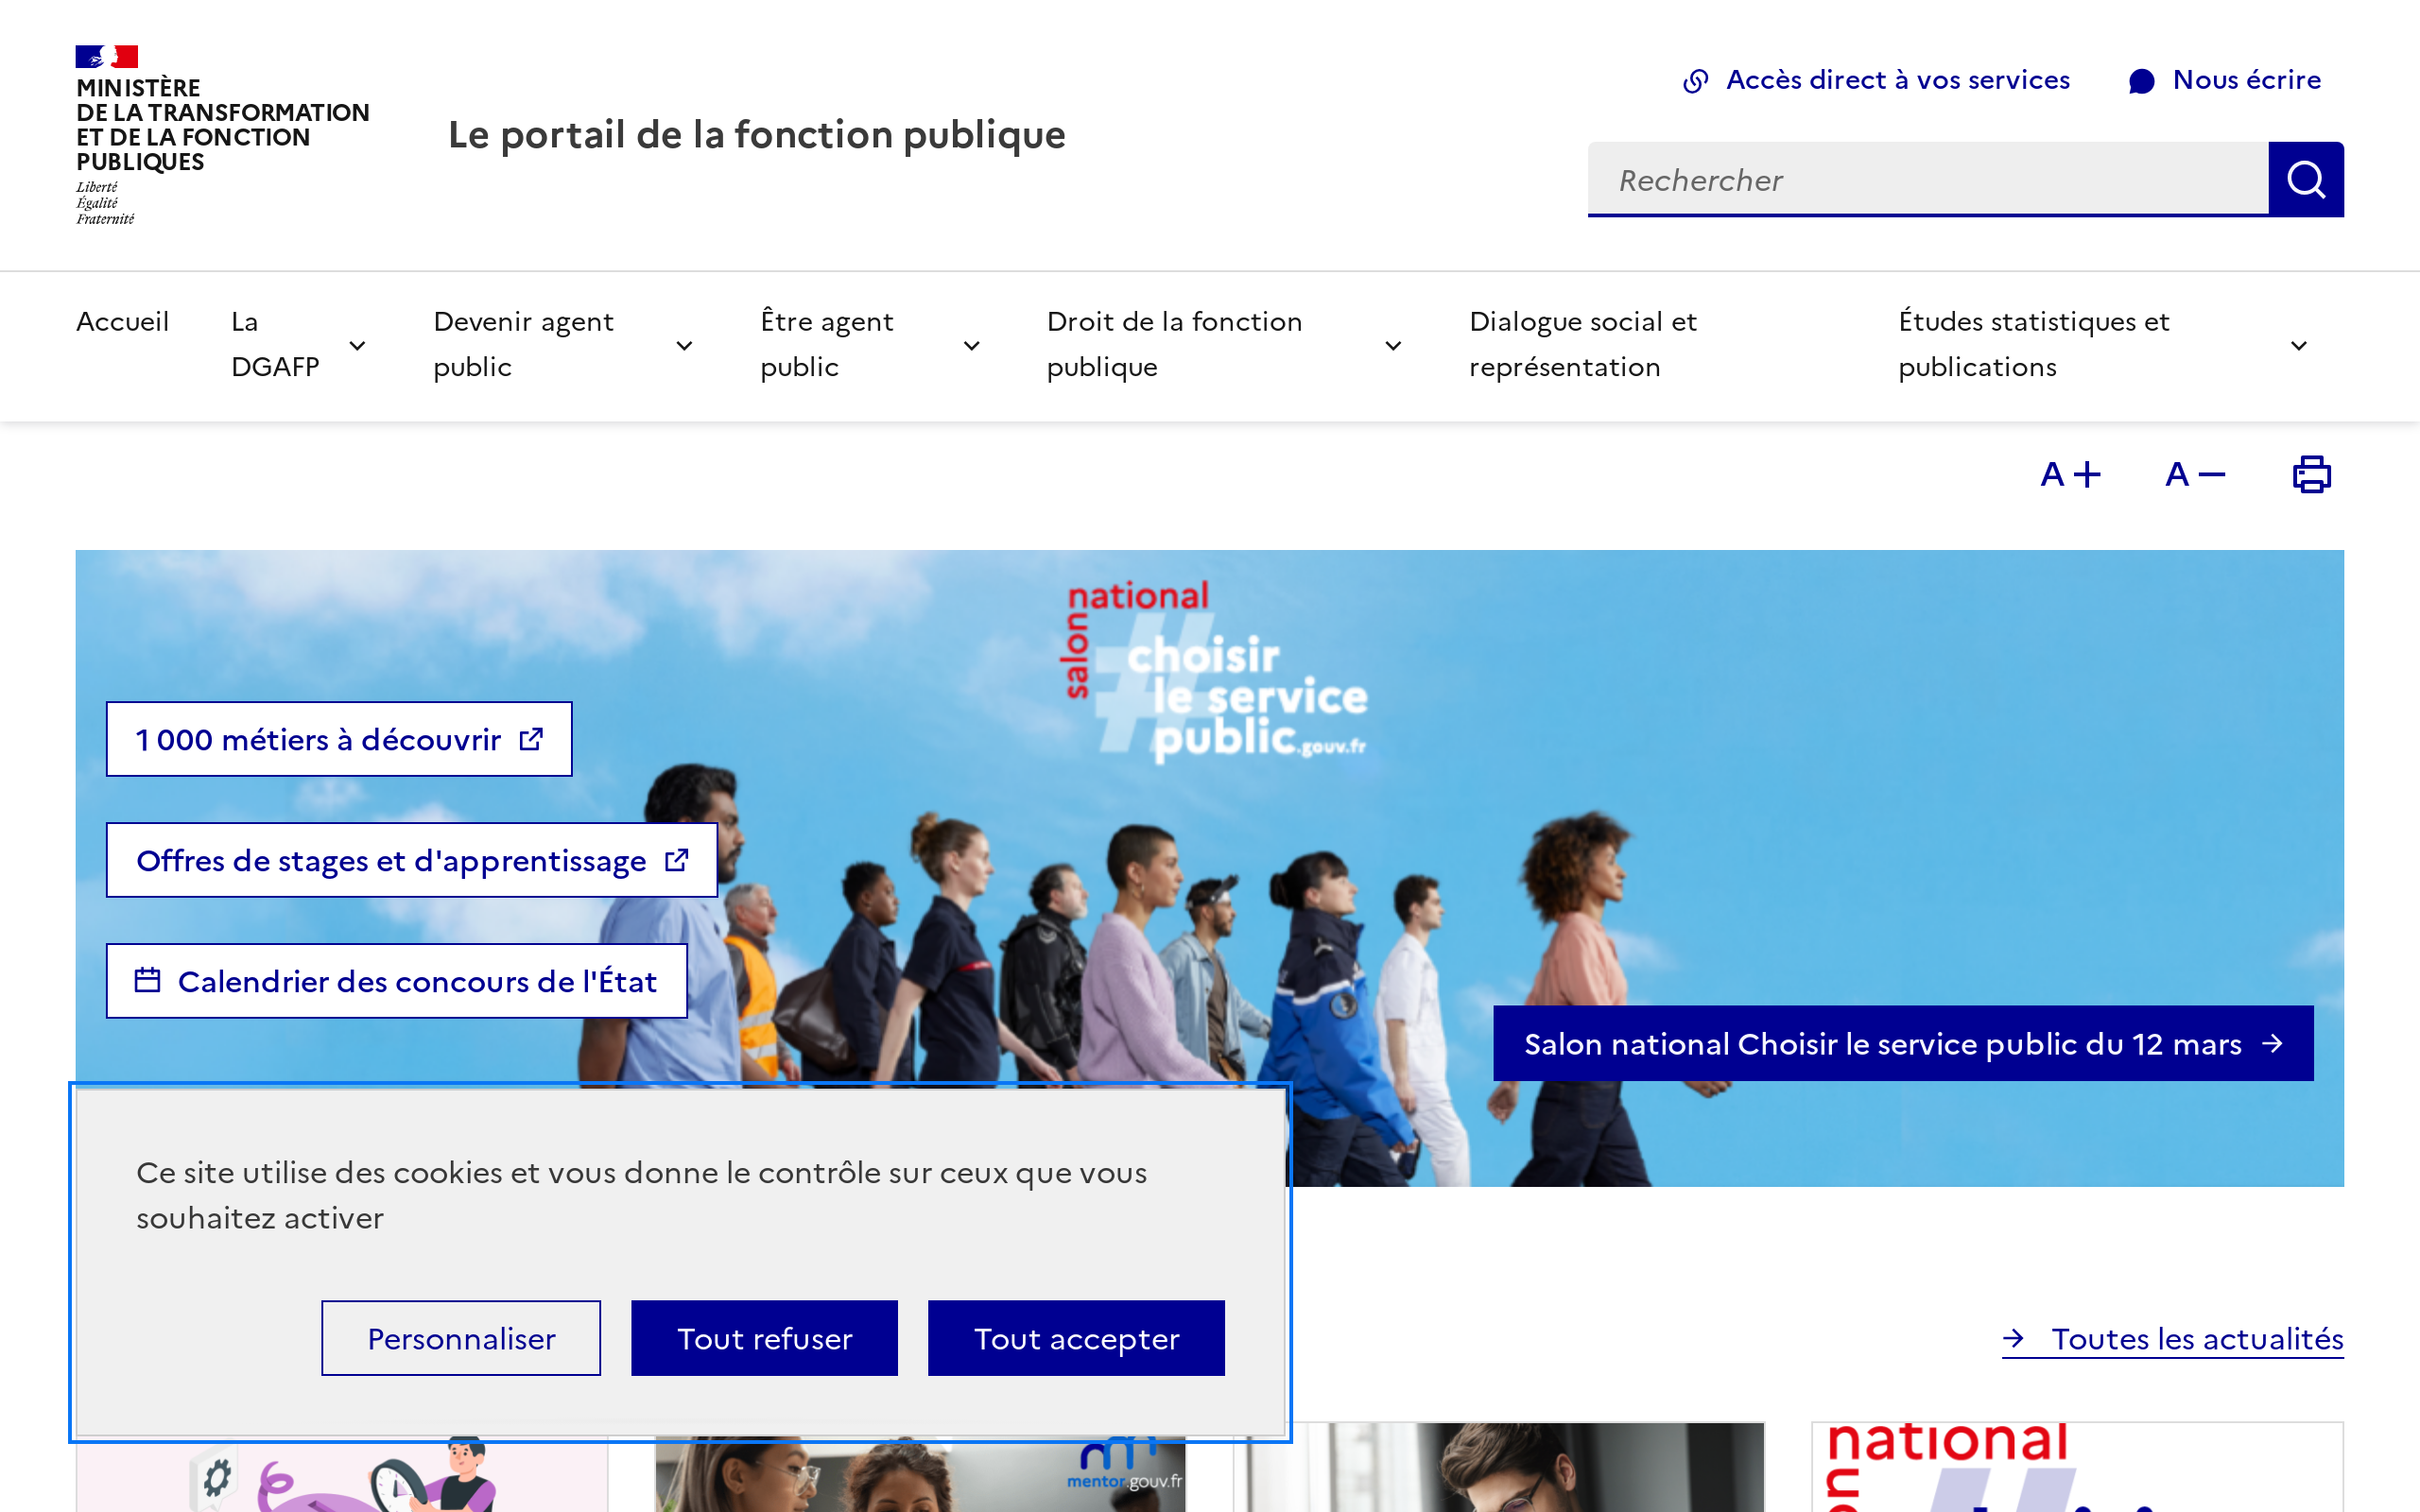 MINISTÈRE
DE LA TRANSFORMATION
ET DE LA FONCTION
PUBLIQUES
Liberté
Égalité
Fraternité
Le portail de la fonction publique
Accès direct à vos services
Nous écrire
Rechercher
Accueil
La
DGAFP
Devenir agent
public
Être agent
public
Droit de la fonction
publique
Dialogue social et
représentation
Études statistiques et
publications
A +
A −
salon
national
#
choisir
le service
public.gouv.fr
1 000 métiers à découvrir
Offres de stages et d'apprentissage
Calendrier des concours de l'État
Salon national Choisir le service public du 12 mars
Ce site utilise des cookies et vous donne le contrôle sur ceux que vous
souhaitez activer
Personnaliser
Tout refuser
Tout accepter
Toutes les actualités
mentor.gouv.fr
national